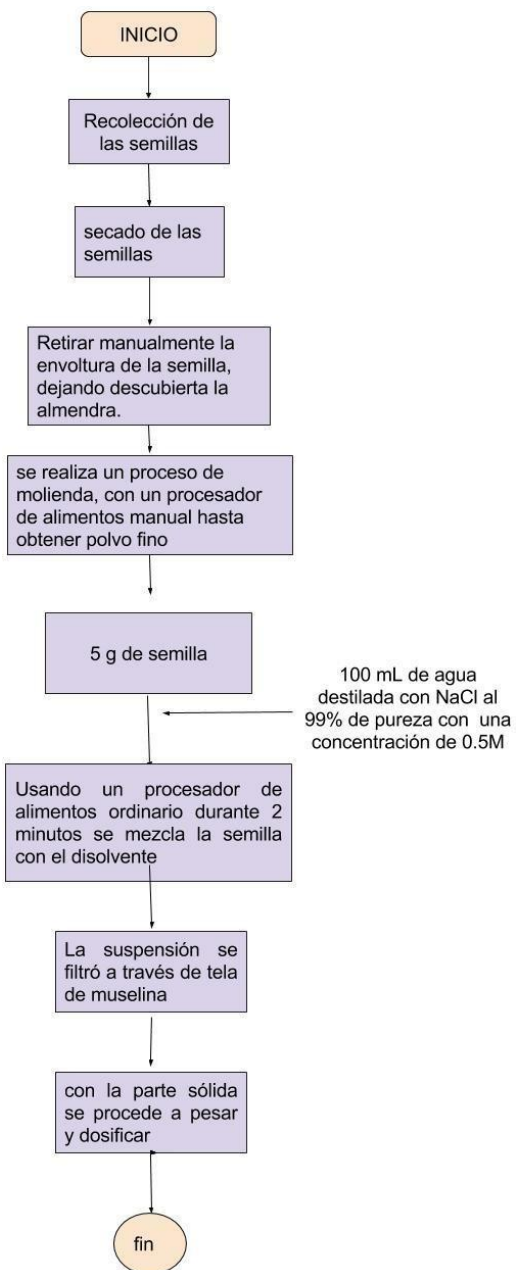 INICIO
Recolección de
las semillas
secado de las
semillas
Retirar manualmente la
envoltura de la semilla,
dejando descubierta la
almendra.
se realiza un proceso de
molienda, con un procesador
de alimentos manual hasta
obtener polvo fino
5 g de semilla
100 mL de agua
destilada con NaCl al
99% de pureza con una
concentración de 0.5M
Usando un procesador de
alimentos ordinario durante 2
minutos se mezcla la semilla
con el disolvente
La suspensión se
filtró a través de tela
de muselina
con la parte sólida
se procede a pesar
y dosificar
fin